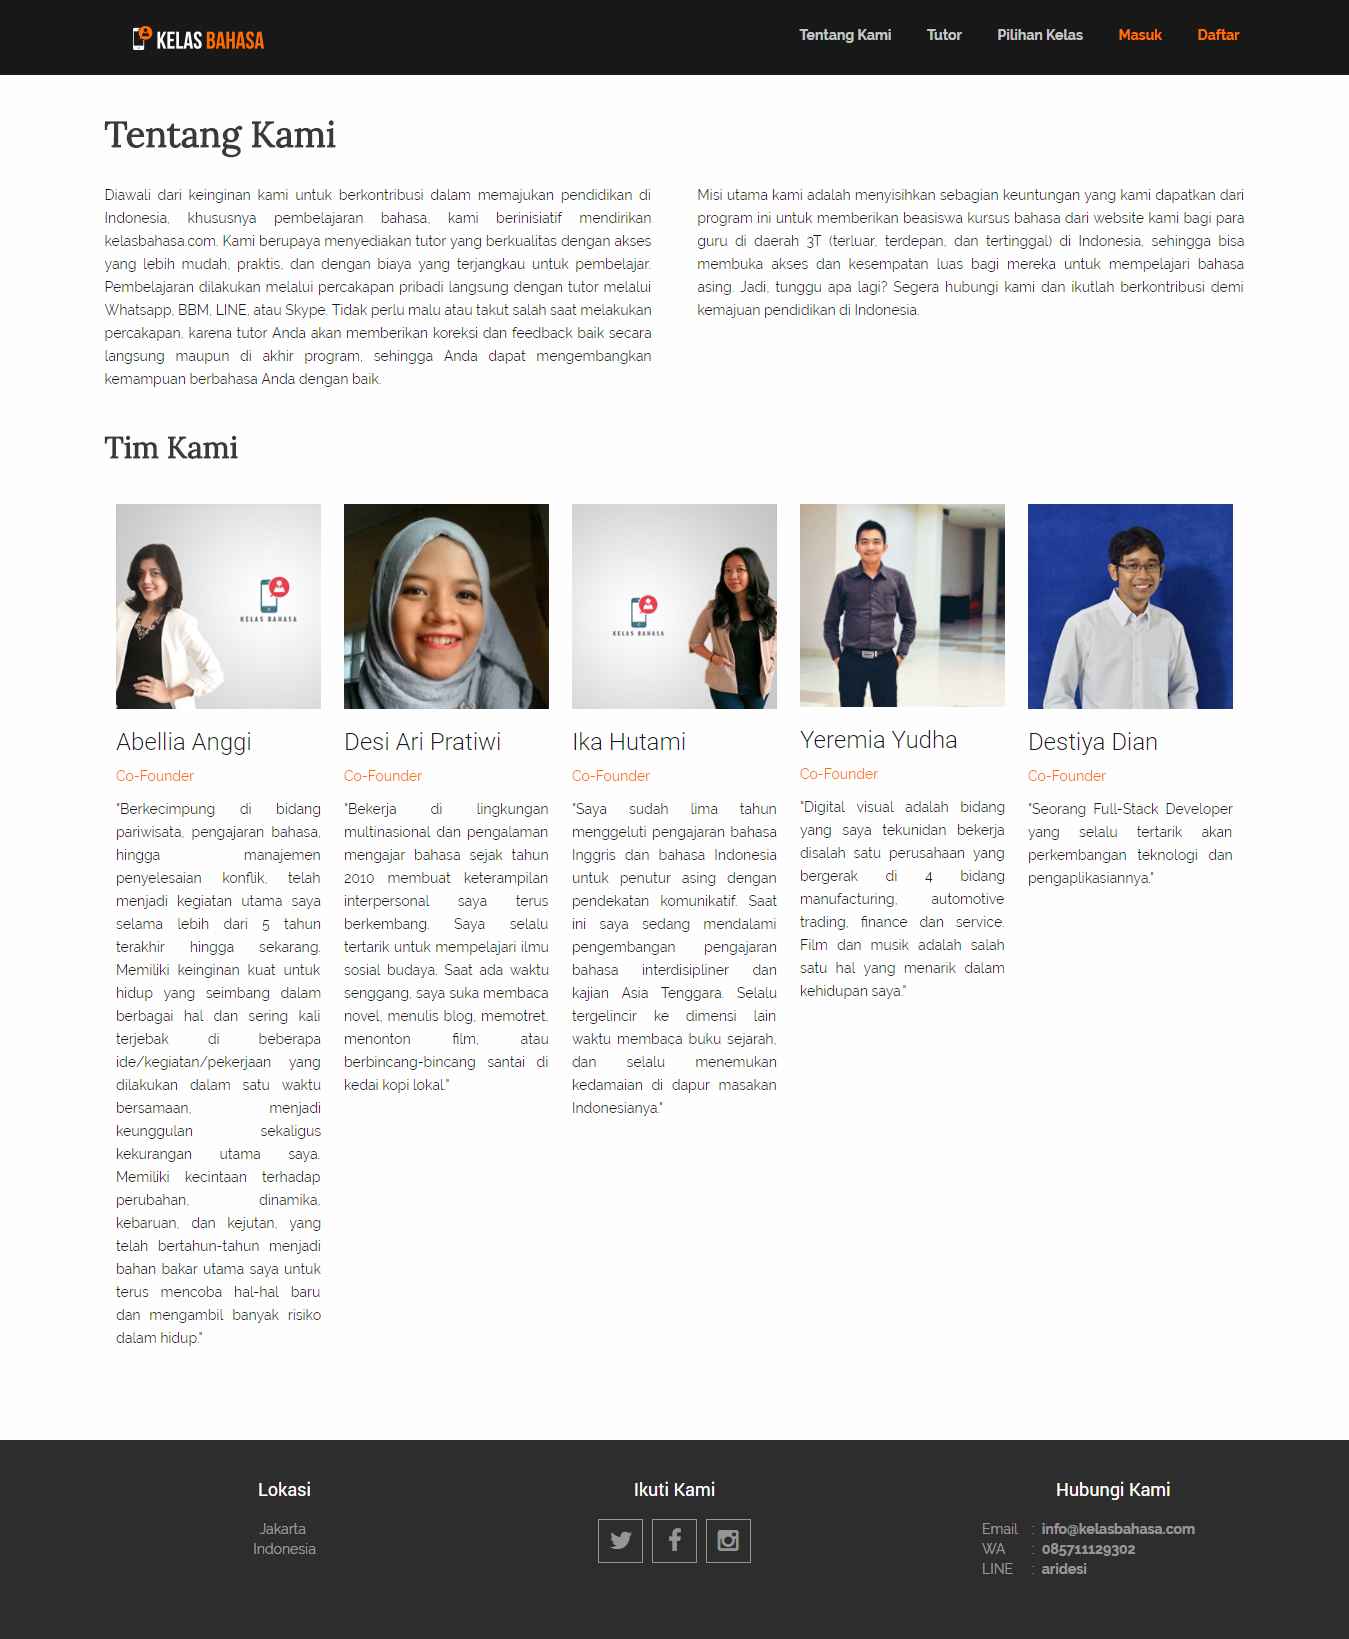 KELAS BAHASA
Tentang Kami
Tutor
Pilihan Kelas
Masuk
Daftar
Tentang Kami
Diawali dari keinginan kami untuk berkontribusi dalam memajukan pendidikan di
Indonesia, khususnya pembelajaran bahasa, kami berinisiatif mendirikan
kelasbahasa.com. Kami berupaya menyediakan tutor yang berkualitas dengan akses
yang lebih mudah, praktis, dan dengan biaya yang terjangkau untuk pembelajar.
Pembelajaran dilakukan melalui percakapan pribadi langsung dengan tutor melalui
Whatsapp, BBM, LINE, atau Skype. Tidak perlu malu atau takut salah saat melakukan
percakapan, karena tutor Anda akan memberikan koreksi dan feedback baik secara
langsung maupun di akhir program, sehingga Anda dapat mengembangkan
kemampuan berbahasa Anda dengan baik.
Misi utama kami adalah menyisihkan sebagian keuntungan yang kami dapatkan dari
program ini untuk memberikan beasiswa kursus bahasa dari website kami bagi para
guru di daerah 3T (terluar, terdepan, dan tertinggal) di Indonesia, sehingga bisa
membuka akses dan kesempatan luas bagi mereka untuk mempelajari bahasa
asing. Jadi, tunggu apa lagi? Segera hubungi kami dan ikutlah berkontribusi demi
kemajuan pendidikan di Indonesia.
Tim Kami
KELAS BAHASA
KELAS BAHASA
Abellia Anggi
Co-Founder
"Berkecimpung di bidang
pariwisata, pengajaran bahasa,
hingga manajemen
penyelesaian konflik, telah
menjadi kegiatan utama saya
selama lebih dari 5 tahun
terakhir hingga sekarang.
Memiliki keinginan kuat untuk
hidup yang seimbang dalam
berbagai hal dan sering kali
terjebak di beberapa
ide/kegiatan/pekerjaan yang
dilakukan dalam satu waktu
bersamaan, menjadi
keunggulan sekaligus
kekurangan utama saya.
Memiliki kecintaan terhadap
perubahan, dinamika,
kebaruan, dan kejutan, yang
telah bertahun-tahun menjadi
bahan bakar utama saya untuk
terus mencoba hal-hal baru
dan mengambil banyak risiko
dalam hidup."
Desi Ari Pratiwi
Co-Founder
"Bekerja di lingkungan
multinasional dan pengalaman
mengajar bahasa sejak tahun
2010 membuat keterampilan
interpersonal saya terus
berkembang. Saya selalu
tertarik untuk mempelajari ilmu
sosial budaya. Saat ada waktu
senggang, saya suka membaca
novel, menulis blog, memotret,
menonton film, atau
berbincang-bincang santai di
kedai kopi lokal."
Ika Hutami
Co-Founder
"Saya sudah lima tahun
menggeluti pengajaran bahasa
Inggris dan bahasa Indonesia
untuk penutur asing dengan
pendekatan komunikatif. Saat
ini saya sedang mendalami
pengembangan pengajaran
bahasa interdisipliner dan
kajian Asia Tenggara. Selalu
tergelincir ke dimensi lain
waktu membaca buku sejarah,
dan selalu menemukan
kedamaian di dapur masakan
Indonesianya."
Yeremia Yudha
Co-Founder
"Digital visual adalah bidang
yang saya tekunidan bekerja
disalah satu perusahaan yang
bergerak di 4 bidang
manufacturing, automotive
trading, finance dan service.
Film dan musik adalah salah
satu hal yang menarik dalam
kehidupan saya."
Destiya Dian
Co-Founder
"Seorang Full-Stack Developer
yang selalu tertarik akan
perkembangan teknologi dan
pengaplikasiannya."
Lokasi
Jakarta
Indonesia
Ikuti Kami
Hubungi Kami
Email : info@kelasbahasa.com
WA : 085711129302
LINE : aridesi